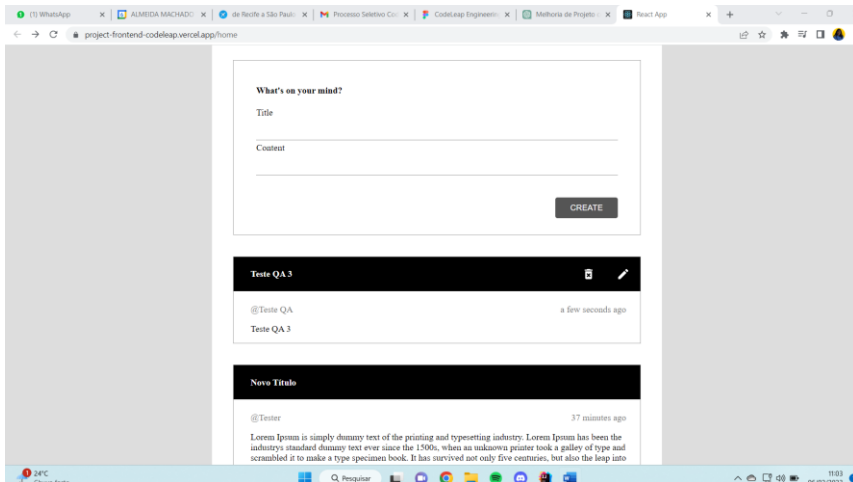 (1) WhatsApp
ALMEIDA MACHADO
de Recife a São Paulo
Processo Seletivo Co
CodeLeap Engineerin
Melhoria de Projeto
React App
project-frontend-codeleap.vercel.app/home
What's on your mind?
Title
Content
CREATE
Teste QA 3
@Teste QA a few seconds ago
Teste QA 3
Novo Título
@Tester 37 minutes ago
Lorem Ipsum is simply dummy text of the printing and typesetting industry. Lorem Ipsum has been the
industrys standard dummy text ever since the 1500s, when an unknown printer took a galley of type and
scrambled it to make a type specimen book. It has survived not only five centuries, but also the leap into
24°C
Pesquisar
11:03